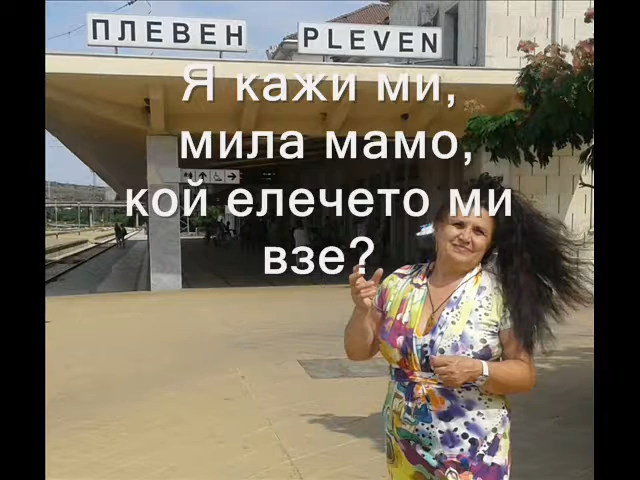 ПЛЕВЕН
PLEVEN
Я кажи ми,
мила мамо,
кой елечето ми
взе?